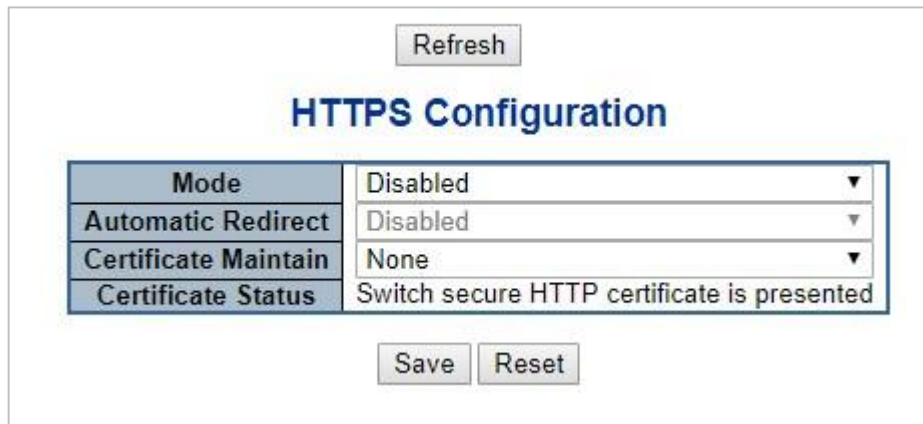 Refresh
HTTPS Configuration
Mode Disabled
Automatic Redirect Disabled
Certificate Maintain None
Certificate Status Switch secure HTTP certificate is presented
Save Reset